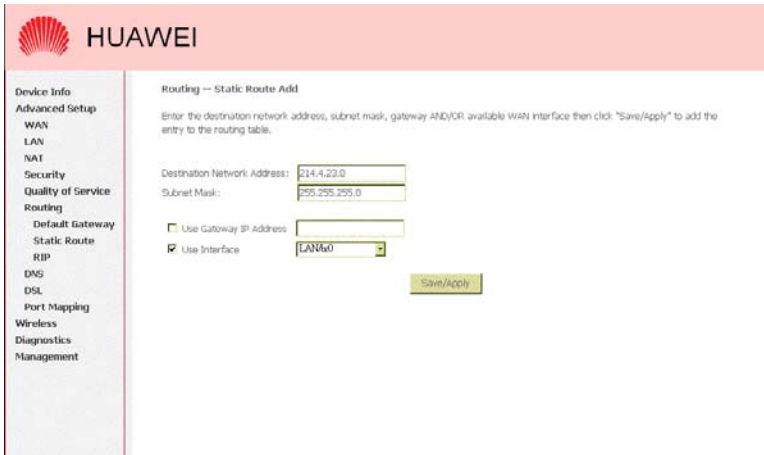 HUAWEI
Device Info
Advanced Setup
WAN
LAN
NAT
Security
Quality of Service
Routing
Default Gateway
Static Route
RIP
DNS
DSL
Port Mapping
Wireless
Diagnostics
Management
Routing -- Static Route Add
Enter the destination network address, subnet mask, gateway AND/OR available WAN interface then click "Save/Apply" to add the
entry to the routing table.
Destination Network Address: 214.4.23.0
Subnet Mask: 255.255.255.0
Use Gateway IP Address
Use Interface
Save/Apply